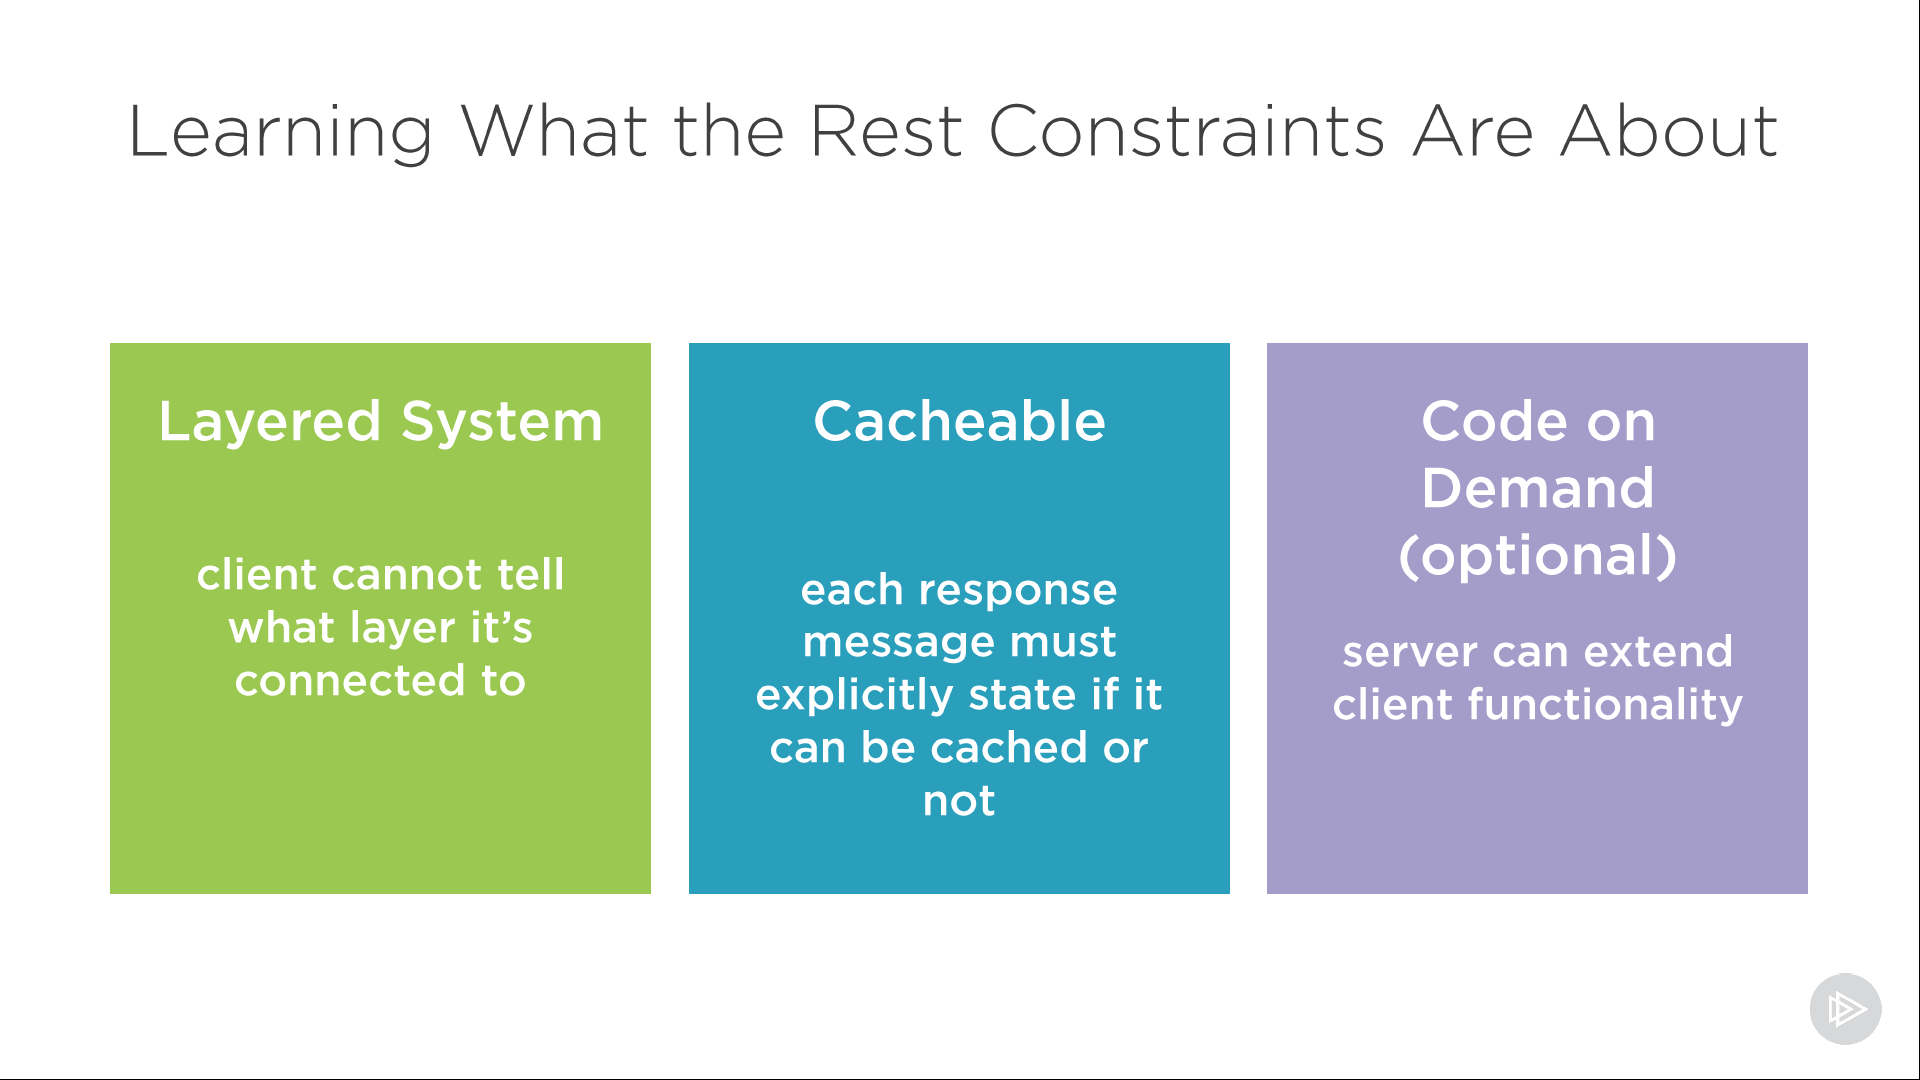 Learning What the Rest Constraints Are About
Layered System
client cannot tell
what layer it’s
connected to
Cacheable
each response
message must
explicitly state if it
can be cached or
not
Code on
Demand
(optional)
server can extend
client functionality